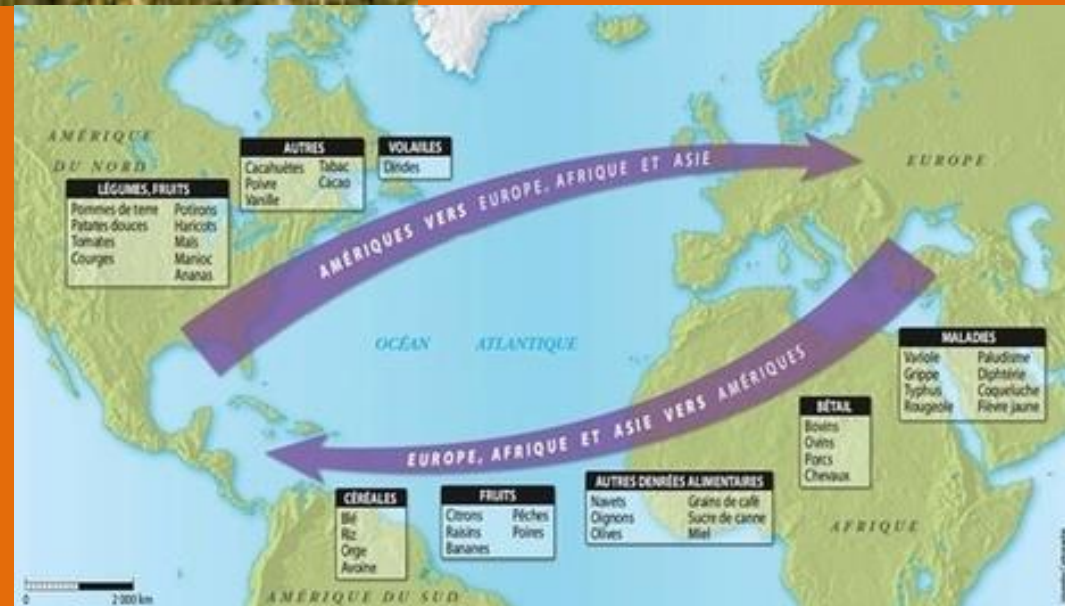 AMÉRIQUE
DU NORD
AUTRES
Cacahuètes Tabac
Poivre Cacao
Vanille
VOLAILLES
Dindes
LÉGUMES, FRUITS
Pommes de terre Potirons
Patates douces Haricots
Tomates Maïs
Courges Manioc
Ananas
AMÉRIQUES VERS EUROPE, AFRIQUE ET ASIE
EUROPE
OCÉAN ATLANTIQUE
MALADIES
Variole Paludisme
Grippe Diphtérie
Typhus Coqueluche
Rougeole Fièvre jaune
EUROPE, AFRIQUE ET ASIE VERS AMÉRIQUES
BÉTAIL
Bovins
Ovins
Porcs
Chevaux
CÉRÉALES
Blé
Riz
Orge
Avoine
FRUITS
Citrons Pêches
Raisins Poires
Bananes
AUTRES DENRÉES ALIMENTAIRES
Navets Grains de café
Oignons Sucre de canne
Olives Miel
AFRIQUE
AMÉRIQUE DU SUD
0 2 000 km